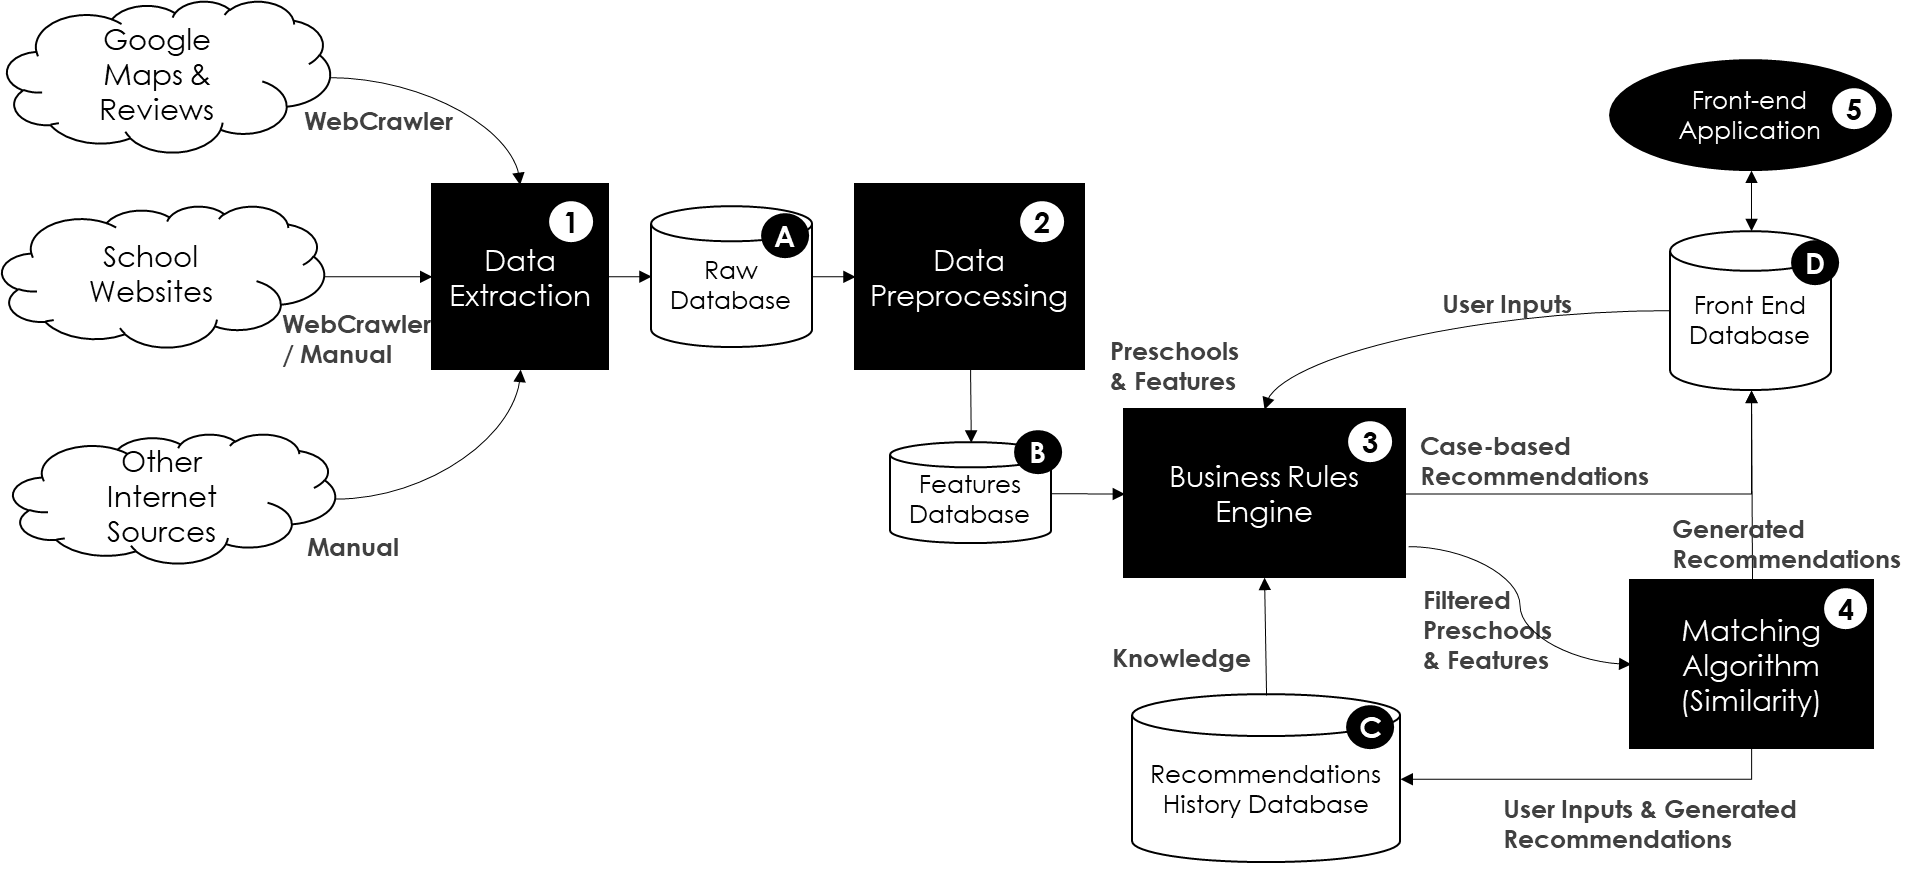 Google
Maps &
Reviews
WebCrawler
School
Websites
WebCrawler
/ Manual
Other
Internet
Sources
Manual
1
Data
Extraction
A
Raw
Database
2
Data
Preprocessing
B
Features
Database
Preschools
& Features
3
Business Rules
Engine
User Inputs
Case-based
Recommendations
Filtered
Preschools
& Features
Knowledge
C
Recommendations
History Database
5
Front-end
Application
D
Front End
Database
Generated
Recommendations
4
Matching
Algorithm
(Similarity)
User Inputs & Generated
Recommendations